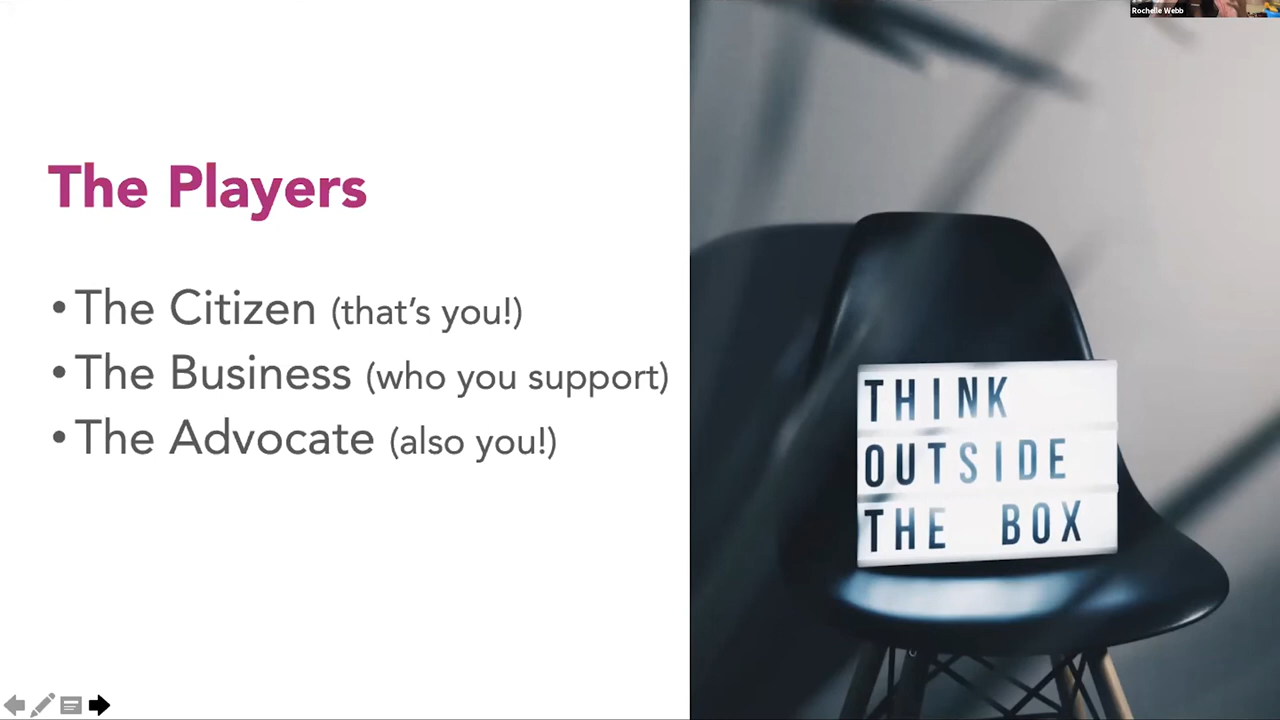 Rochelle Webb
The Players
• The Citizen (that’s you!)
• The Business (who you support)
• The Advocate (also you!)
THINK
OUTSIDE
THE BOX